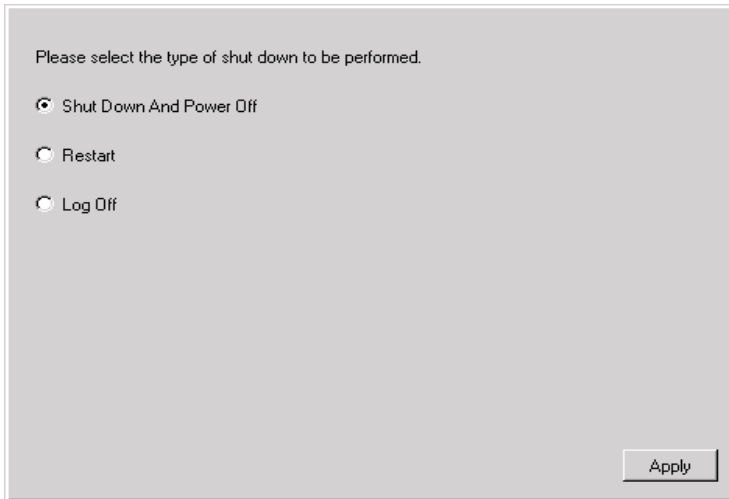 Please select the type of shut down to be performed.
Shut Down And Power Off
Restart
Log Off
Apply